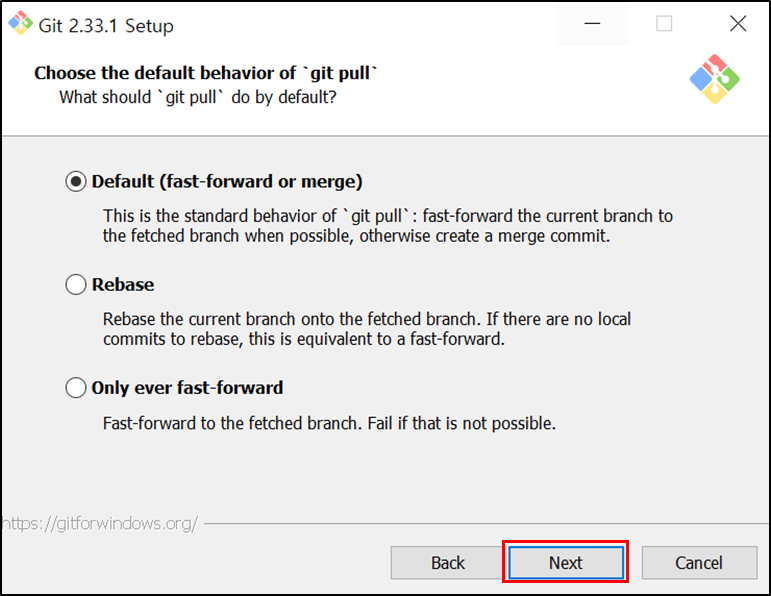 Git 2.33.1 Setup
Choose the default behavior of `git pull`
What should `git pull` do by default?
Default (fast-forward or merge)
This is the standard behavior of `git pull`: fast-forward the current branch to
the fetched branch when possible, otherwise create a merge commit.
Rebase
Rebase the current branch onto the fetched branch. If there are no local
commits to rebase, this is equivalent to a fast-forward.
Only ever fast-forward
Fast-forward to the fetched branch. Fail if that is not possible.
https://gitforwindows.org/
Back Next Cancel